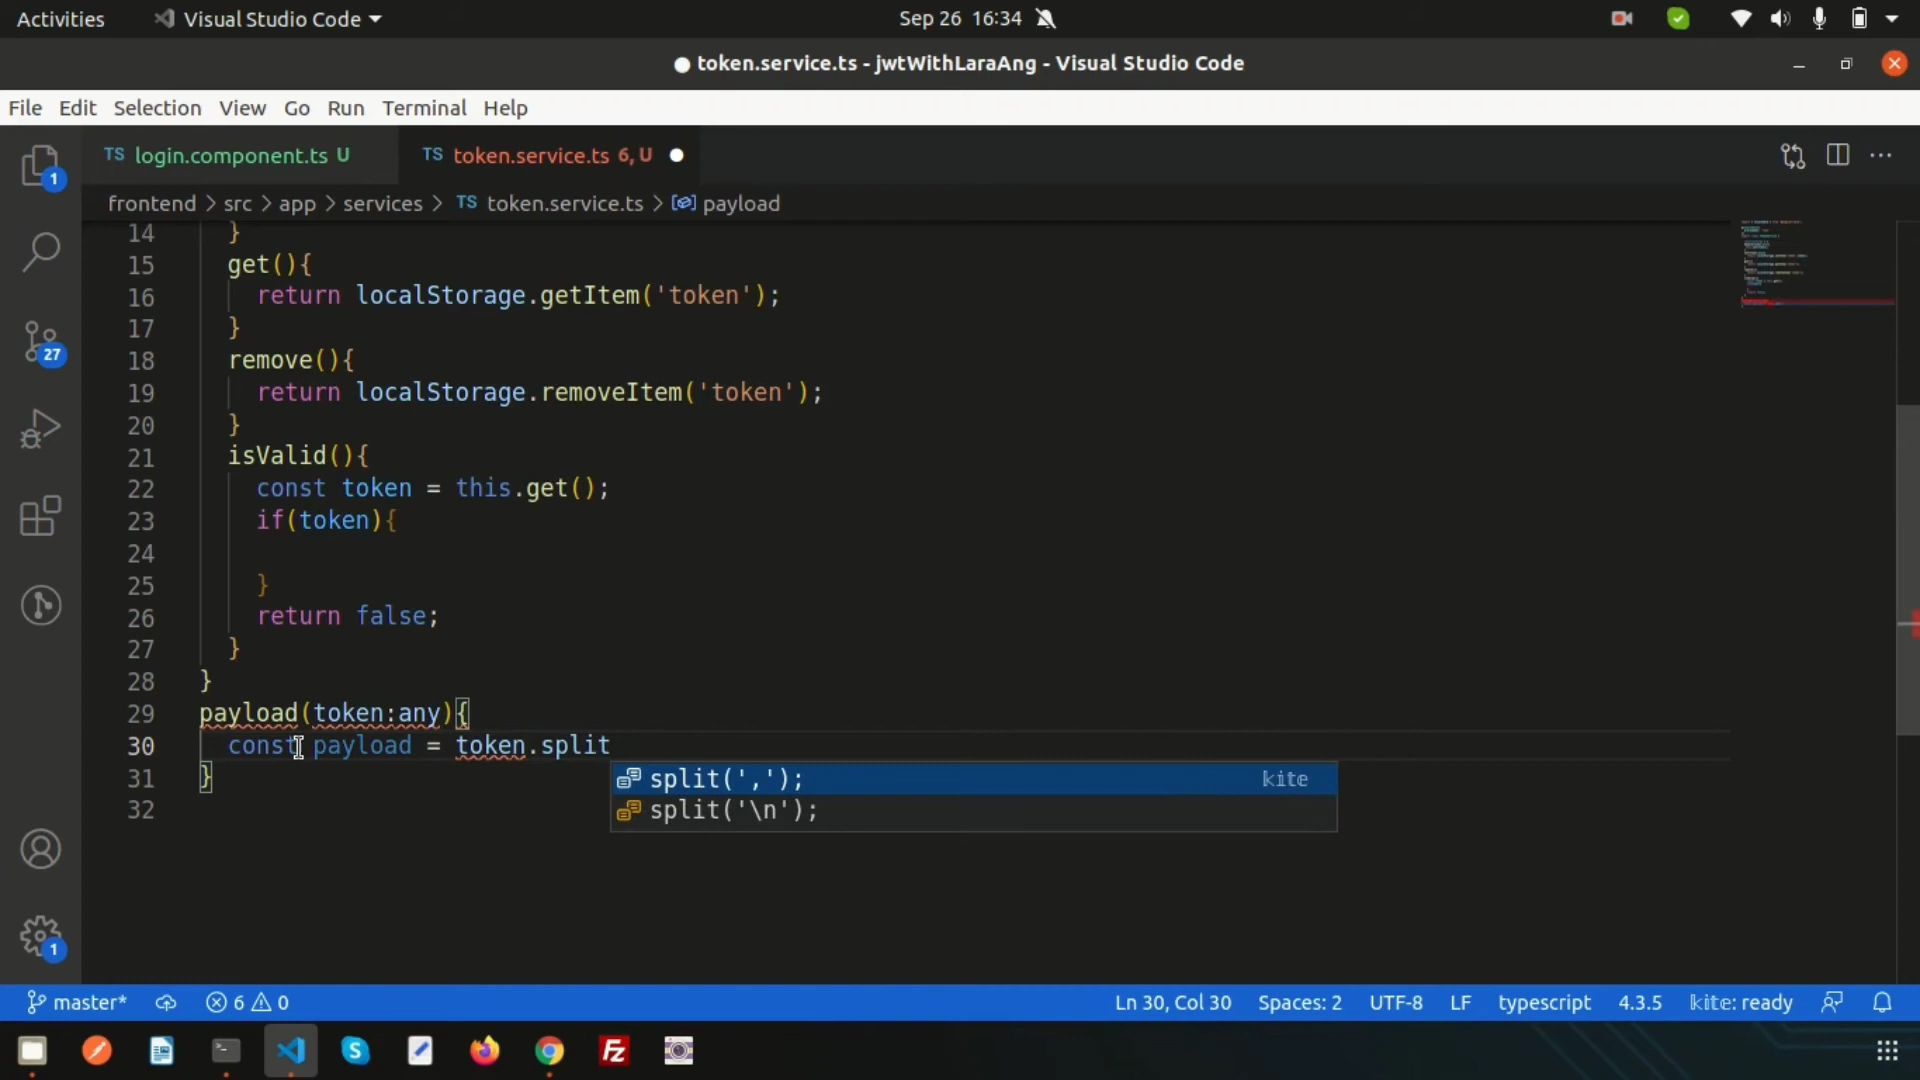 Activities Visual Studio Code Sep 26 16:34
token.service.ts - jwtWithLaraAng - Visual Studio Code
File Edit Selection View Go Run Terminal Help
TS login.component.ts U TS token.service.ts 6, U
frontend > src > app > services > TS token.service.ts > payload
14 }
15 get(){
16 return localStorage.getItem('token');
17 }
18 remove(){
19 return localStorage.removeItem('token');
20 }
21 isValid(){
22 const token = this.get();
23 if(token){
24
25 }
26 return false;
27 }
28 }
29 payload(token:any){
30 const payload = token.split
split(','); kite
31 }
split('\n');
32
1
27
1
master* 6 0 Ln 30, Col 30 Spaces: 2 UTF-8 LF typescript 4.3.5 kite: ready